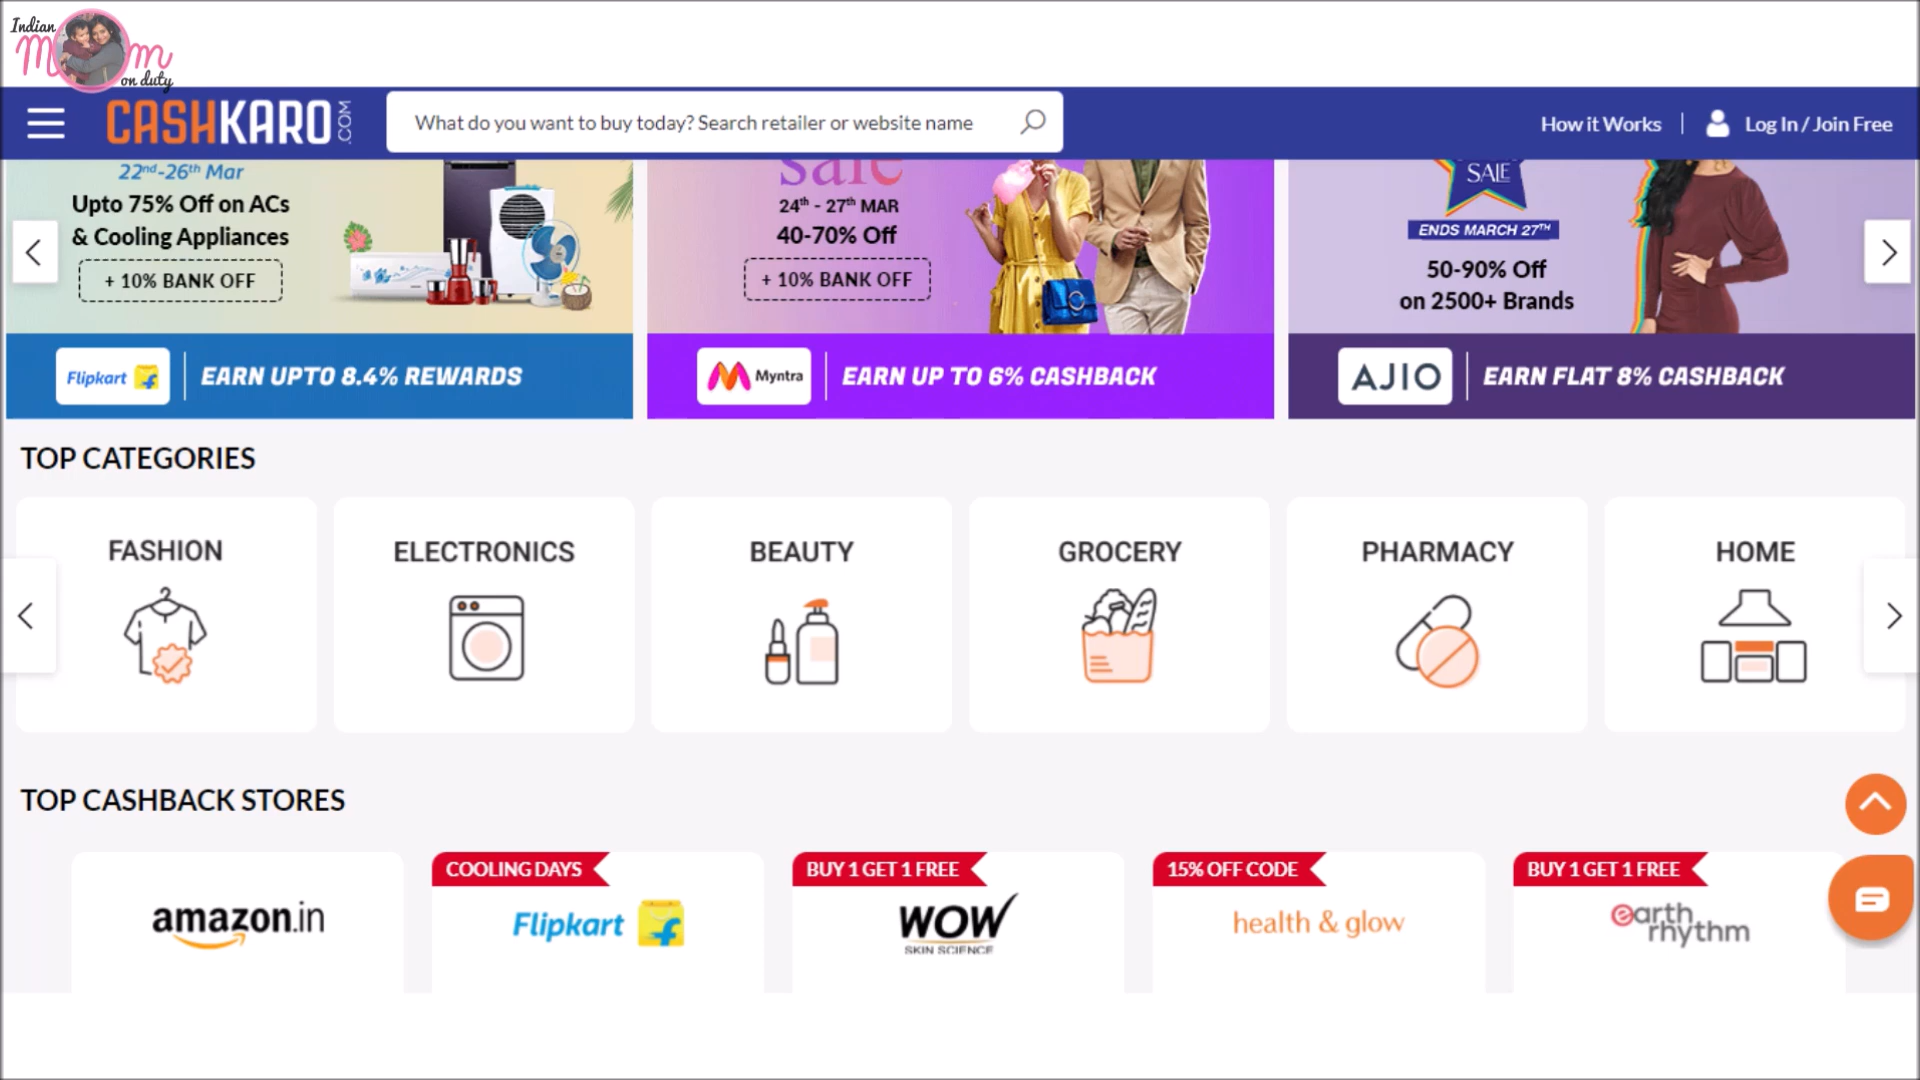 Indian
Mom
on duty
CASHKARO.COM
What do you want to buy today? Search retailer or website name
How it Works
Log In / Join Free
22nd-26th Mar
Upto 75% Off on ACs
& Cooling Appliances
+ 10% BANK OFF
Flipkart
EARN UPTO 8.4% REWARDS
sale
24th - 27th MAR
40-70% Off
+ 10% BANK OFF
Myntra
EARN UP TO 6% CASHBACK
SALE
ENDS MARCH 27TH
50-90% Off
on 2500+ Brands
AJIO
EARN FLAT 8% CASHBACK
TOP CATEGORIES
FASHION
ELECTRONICS
BEAUTY
GROCERY
PHARMACY
HOME
TOP CASHBACK STORES
amazon.in
COOLING DAYS
Flipkart
BUY 1 GET 1 FREE
WOW
SKIN SCIENCE
15% OFF CODE
health & glow
BUY 1 GET 1 FREE
earth
rhythm